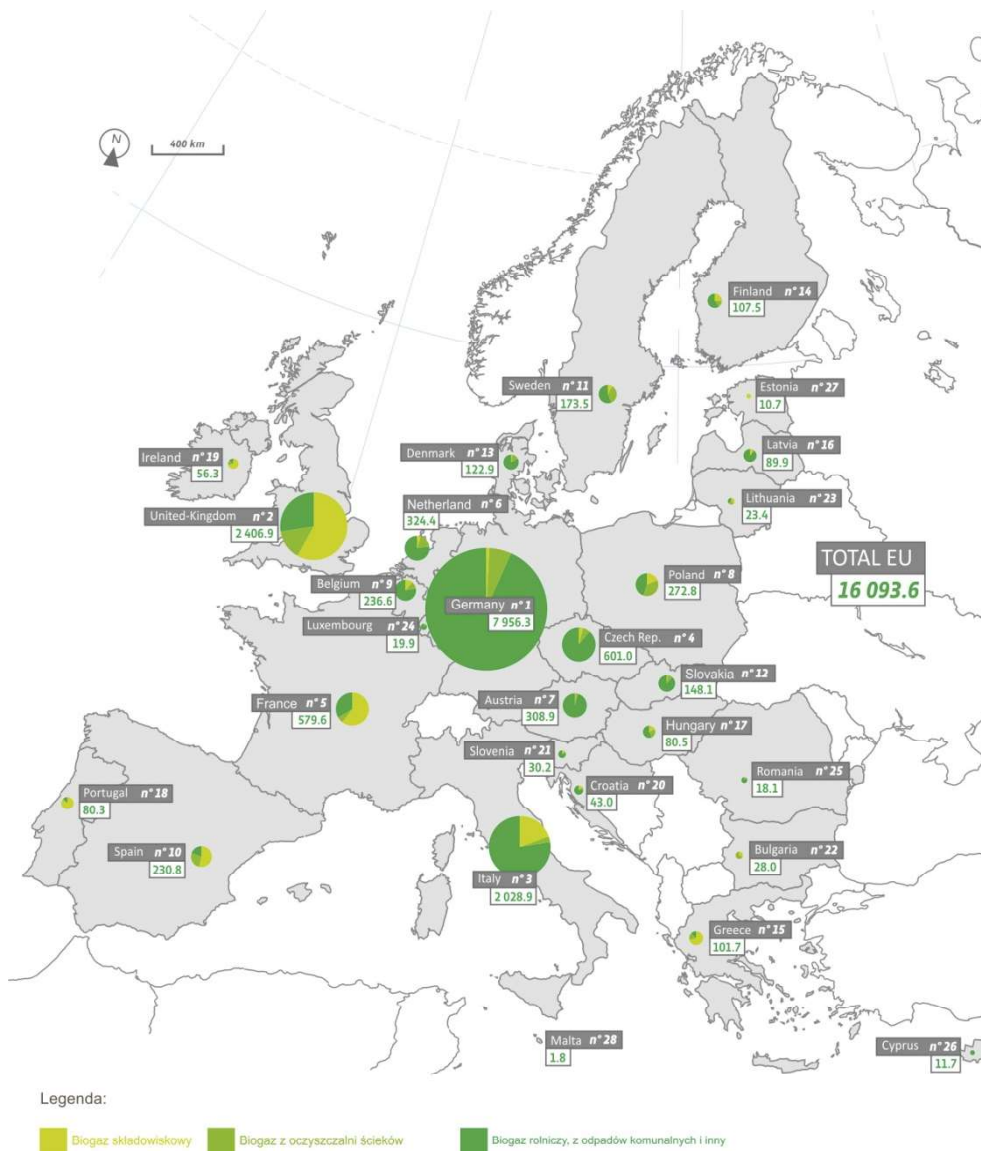 N
400 km
Finland n°14
107.5
Sweden n°11
173.5
Estonia n°27
10.7
Latvia n°16
89.9
Lithuania n°23
23.4
Denmark n°13
122.9
Ireland n°19
56.3
United-Kingdom n°2
2 406.9
Netherland n°6
324.4
Belgium n°9
236.6
Luxembourg n°24
19.9
Germany n°1
7 956.3
Poland n°8
272.8
TOTAL EU
16 093.6
Czech Rep. n°4
601.0
Slovakia n°12
148.1
France n°5
579.6
Austria n°7
308.9
Hungary n°17
80.5
Slovenia n°21
30.2
Croatia n°20
43.0
Romania n°25
18.1
Portugal n°18
80.3
Spain n°10
230.8
Italy n°3
2 028.9
Bulgaria n°22
28.0
Greece n°15
101.7
Malta n°28
1.8
Cyprus n°26
11.7
Legenda:
Biogaz składowiskowy
Biogaz z oczyszczalni ścieków
Biogaz rolniczy, z odpadów komunalnych i inny